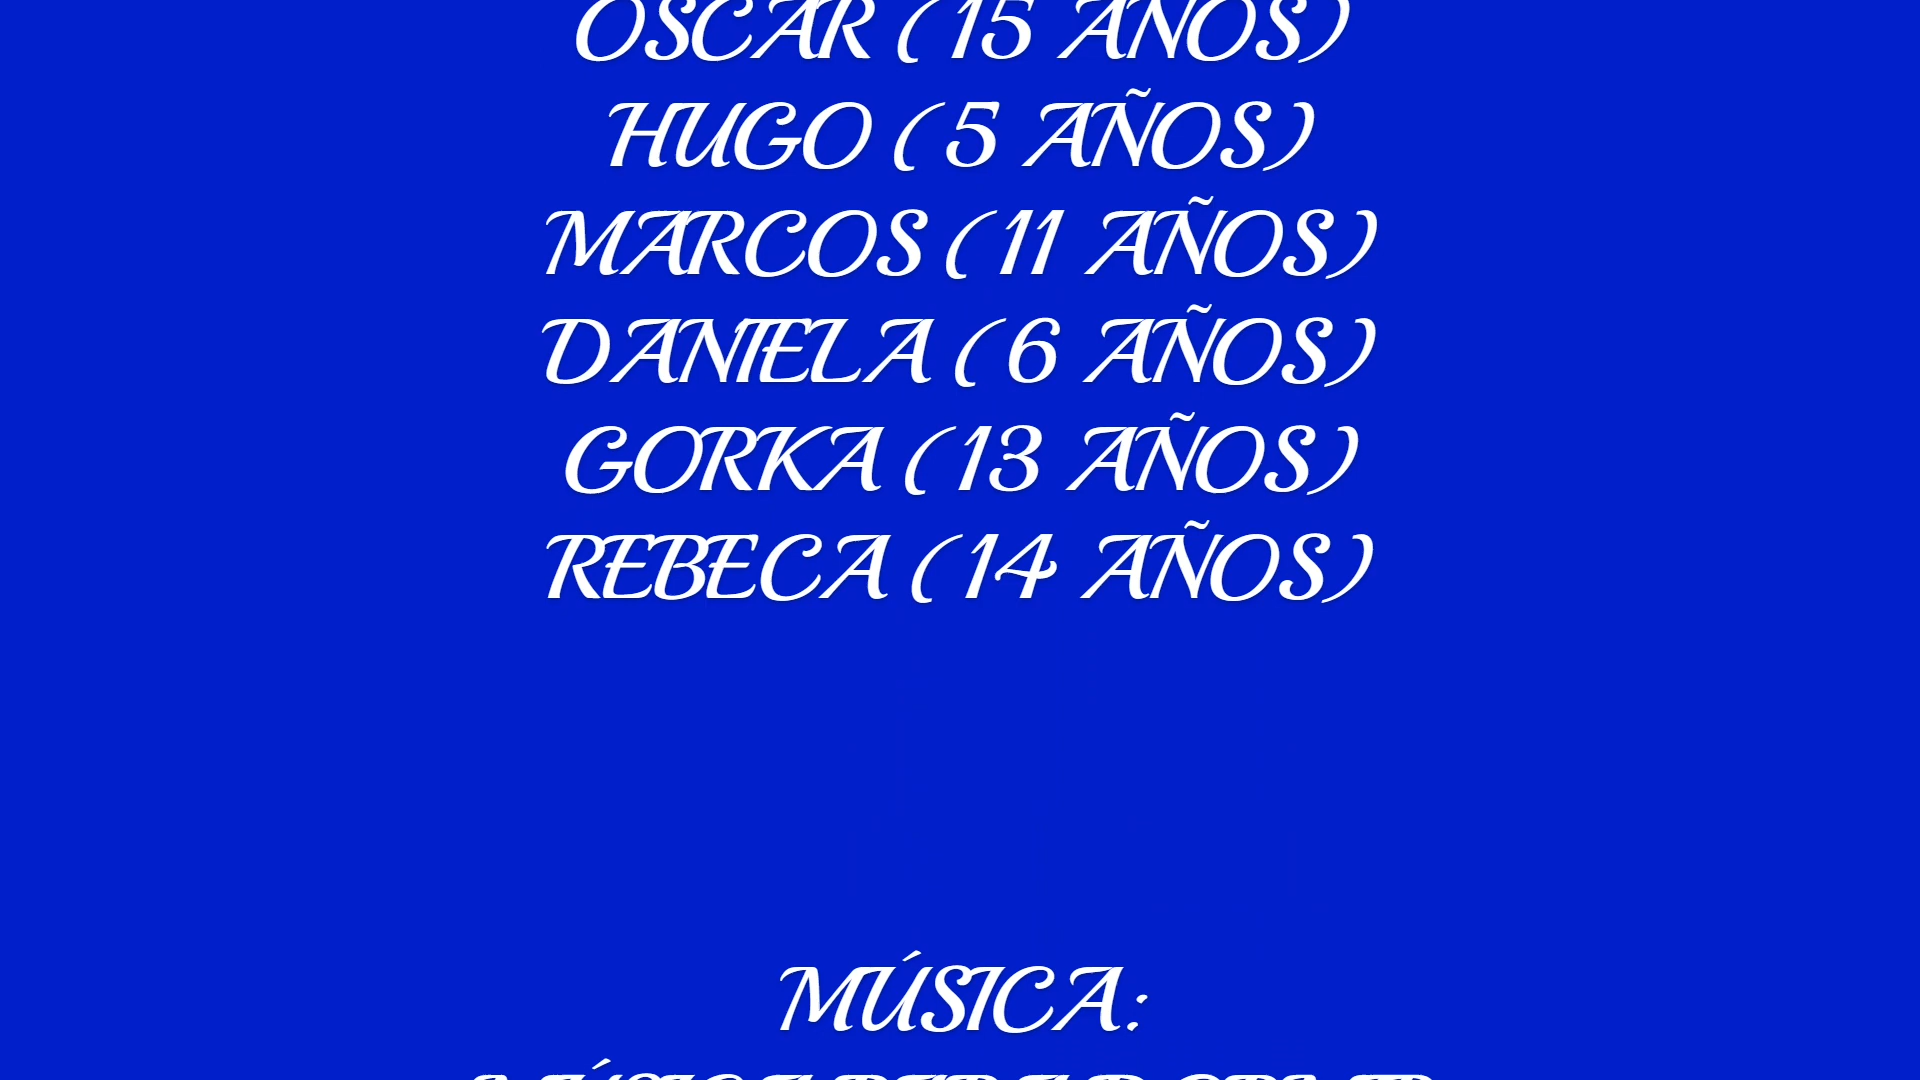 OSCAR (15 AÑOS)
HUGO (5 AÑOS)
MARCOS (11 AÑOS)
DANIELA (6 AÑOS)
GORKA (13 AÑOS)
REBECA (14 AÑOS)
MÚSICA: